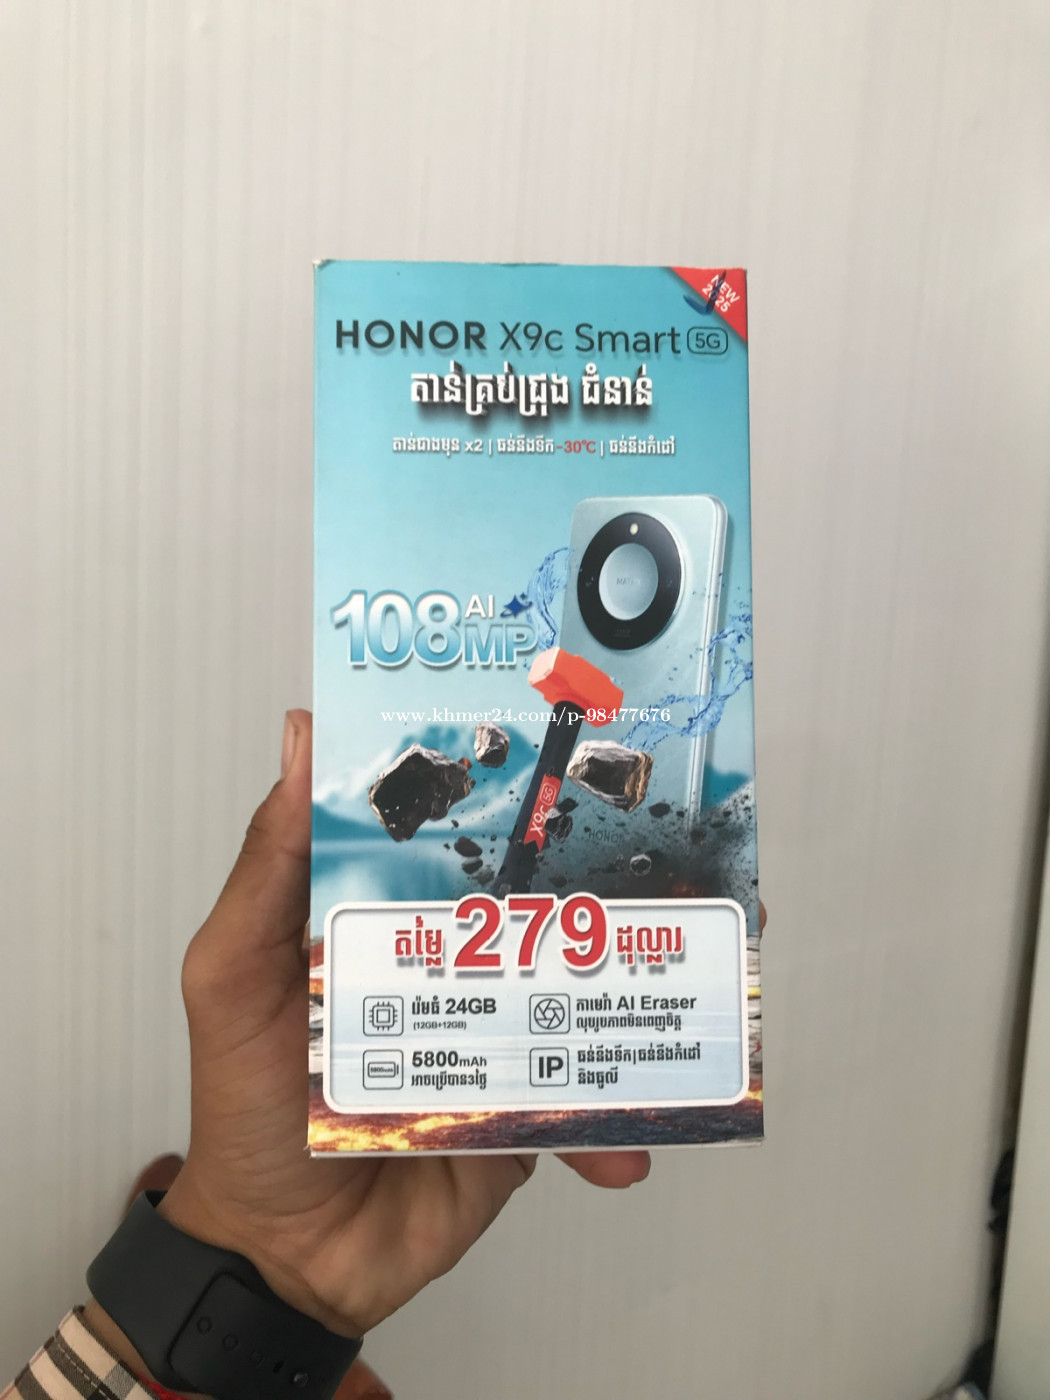 NEW
2025
HONOR X9c Smart 5G
តាន់គ្រប់ជ្រុង ជំនាន់
តាន់ជាងមុន x2 | ធន់នឹងទឹក -30°C | ធន់នឹងកំដៅ
108 AI MP
www.khmer24.com/p-98477676
X9c 5G
HONOR
តម្លៃ 279 ដុល្លារ
រ៉េមធំ 24GB
(12GB+12GB)
កាមេរ៉ា AI Eraser
លុបរូបភាពមិនពេញចិត្ត
5800mAh
អាចប្រើបាន3ថ្ងៃ
IP
ធន់នឹងទឹក|ធន់នឹងកំដៅ
និងធូលី